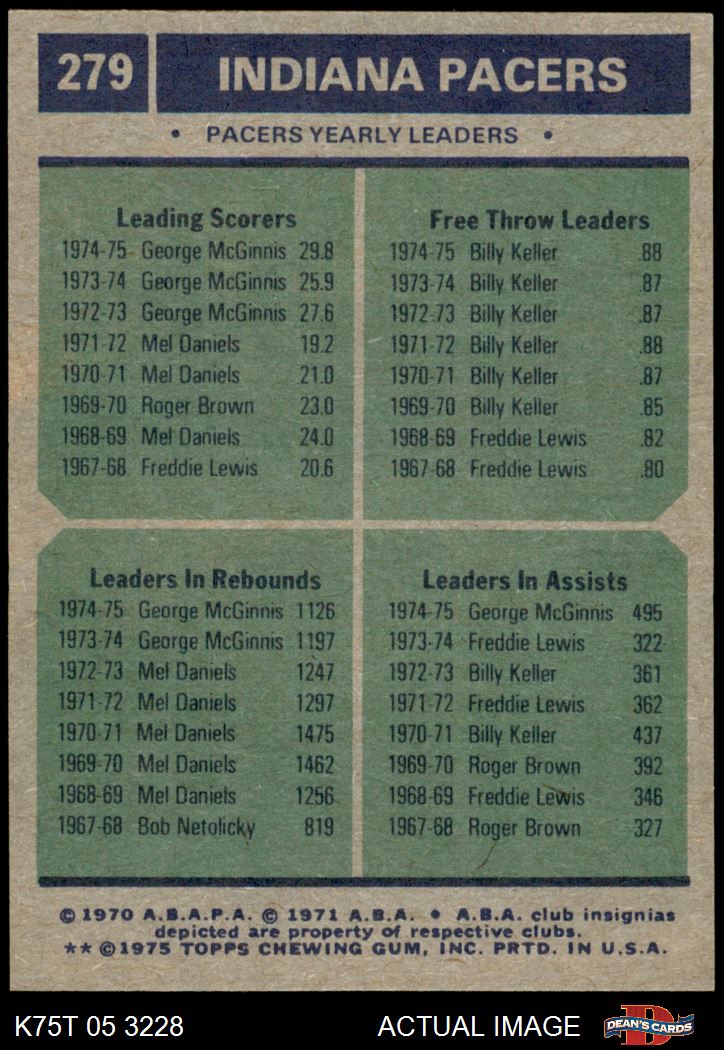 279 INDIANA PACERS
• PACERS YEARLY LEADERS •
Leading Scorers
1974-75 George McGinnis 29.8
1973-74 George McGinnis 25.9
1972-73 George McGinnis 27.6
1971-72 Mel Daniels 19.2
1970-71 Mel Daniels 21.0
1969-70 Roger Brown 23.0
1968-69 Mel Daniels 24.0
1967-68 Freddie Lewis 20.6
Free Throw Leaders
1974-75 Billy Keller .88
1973-74 Billy Keller .87
1972-73 Billy Keller .87
1971-72 Billy Keller .88
1970-71 Billy Keller .87
1969-70 Billy Keller .85
1968-69 Freddie Lewis .82
1967-68 Freddie Lewis .80
Leaders In Rebounds
1974-75 George McGinnis 1126
1973-74 George McGinnis 1197
1972-73 Mel Daniels 1247
1971-72 Mel Daniels 1297
1970-71 Mel Daniels 1475
1969-70 Mel Daniels 1462
1968-69 Mel Daniels 1256
1967-68 Bob Netolicky 819
Leaders In Assists
1974-75 George McGinnis 495
1973-74 Freddie Lewis 322
1972-73 Billy Keller 361
1971-72 Freddie Lewis 362
1970-71 Billy Keller 437
1969-70 Roger Brown 392
1968-69 Freddie Lewis 346
1967-68 Roger Brown 327
© 1970 A.B.A.P.A. © 1971 A.B.A. • A.B.A. club insignias
depicted are property of respective clubs.
** ©1975 TOPPS CHEWING GUM, INC. PRTD. IN U.S.A.
K75T 05 3228 ACTUAL IMAGE DEAN'S CARDS